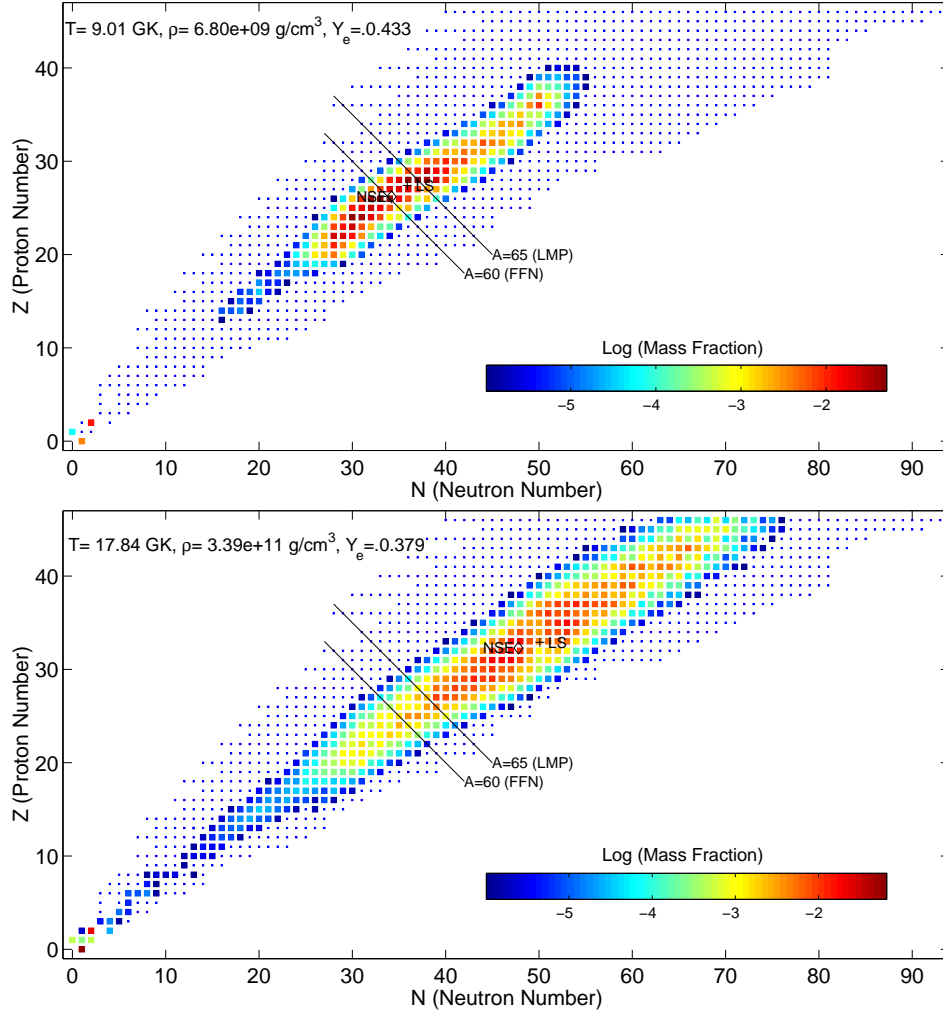 T= 9.01 GK, ρ= 6.80e+09 g/cm³, Yₑ=.0.433
40
30
20
10
0
Z (Proton Number)
NSE◇
+ LS
A=65 (LMP)
A=60 (FFN)
Log (Mass Fraction)
−5 −4 −3 −2
0 10 20 30 40 50 60 70 80 90
N (Neutron Number)
T= 17.84 GK, ρ= 3.39e+11 g/cm³, Yₑ=.0.379
40
30
20
10
0
Z (Proton Number)
NSE◇
+ LS
A=65 (LMP)
A=60 (FFN)
Log (Mass Fraction)
−5 −4 −3 −2
0 10 20 30 40 50 60 70 80 90
N (Neutron Number)